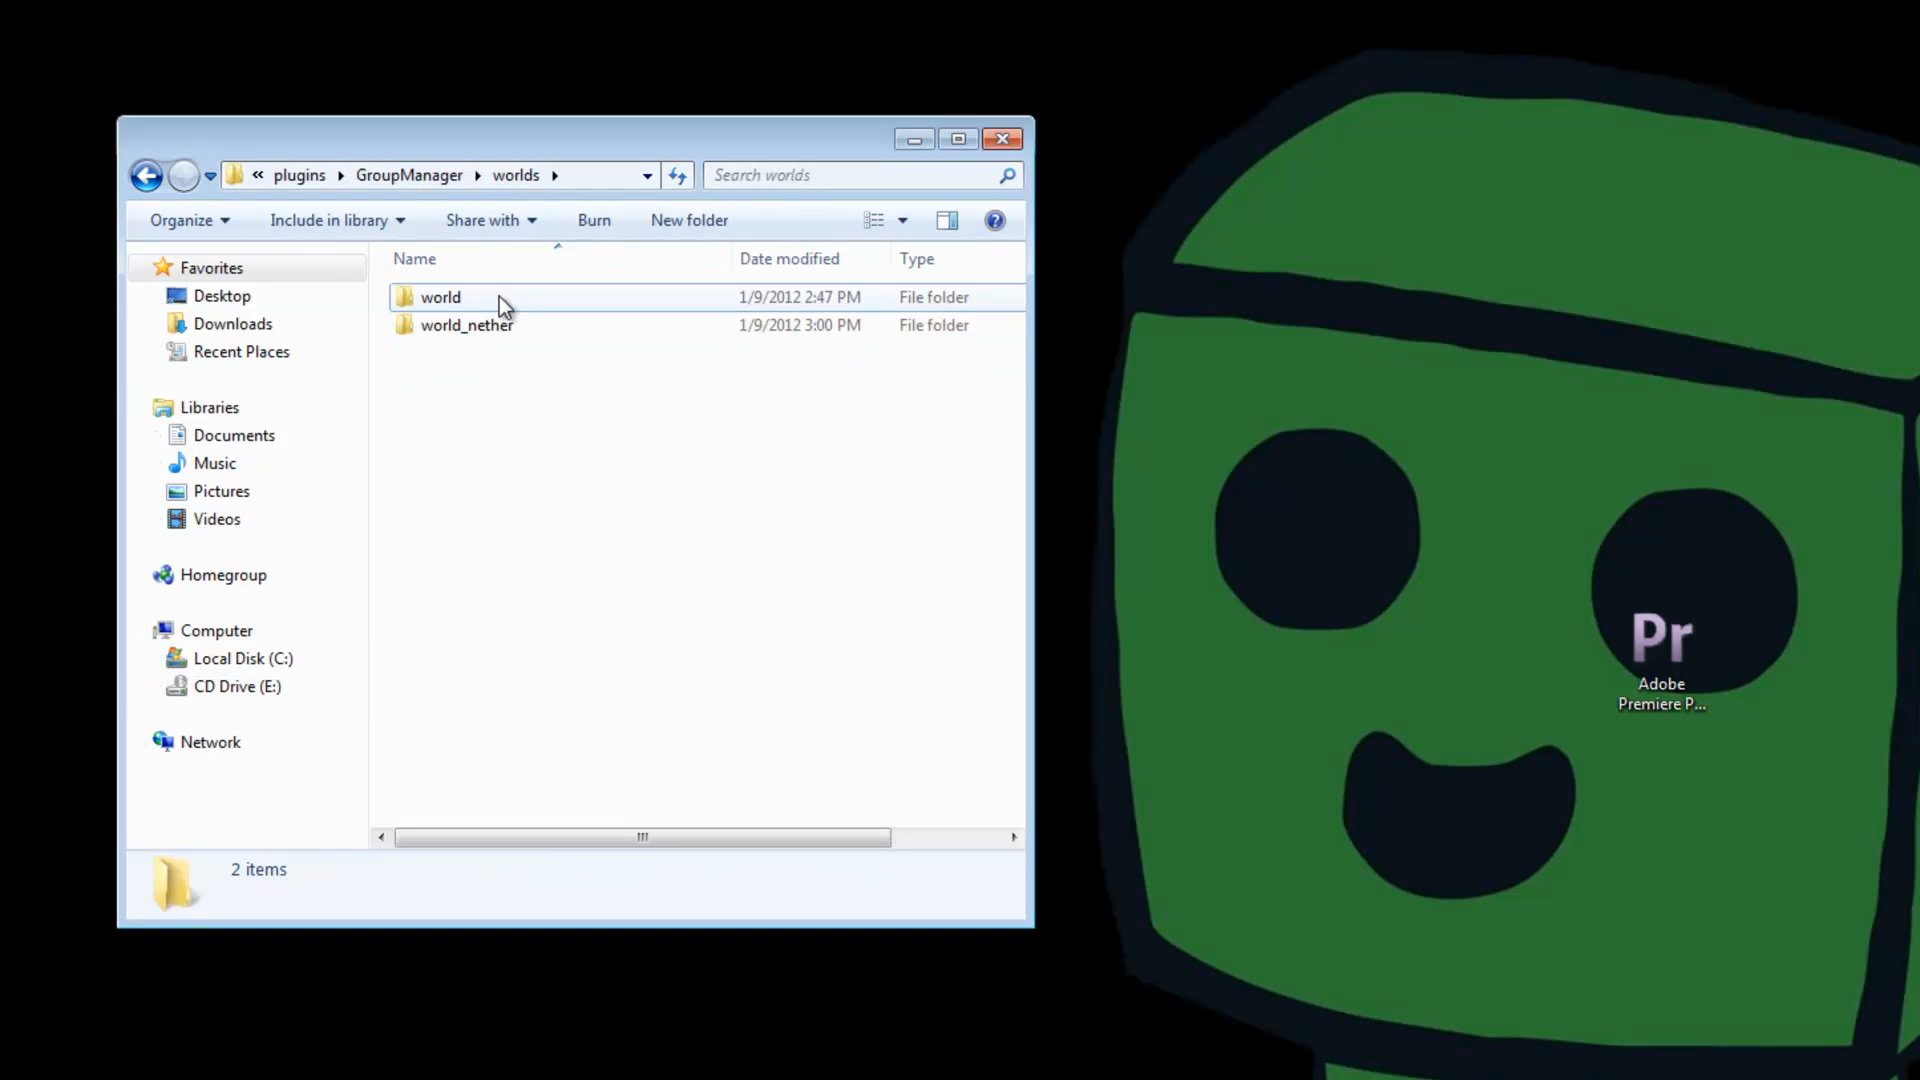 « plugins GroupManager worlds
Search worlds
Organize Include in library Share with Burn New folder
Name Date modified Type
Favorites
Desktop
Downloads
Recent Places
Libraries
Documents
Music
Pictures
Videos
Homegroup
Computer
Local Disk (C:)
CD Drive (E:)
Network
world 1/9/2012 2:47 PM File folder
world_nether 1/9/2012 3:00 PM File folder
2 items
Pr
Adobe
Premiere P...